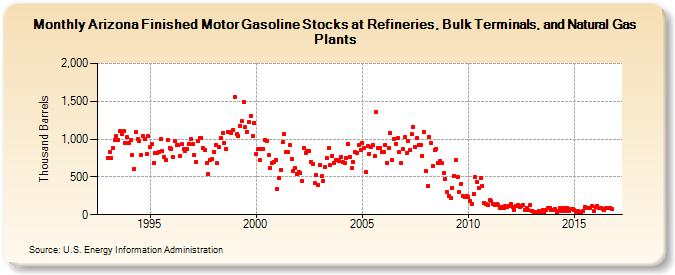 Monthly Arizona Finished Motor Gasoline Stocks at Refineries, Bulk Terminals, and Natural Gas
Plants
Thousand Barrels
2,000
1,500
1,000
500
0
1995
2000
2005
2010
2015
Source: U.S. Energy Information Administration